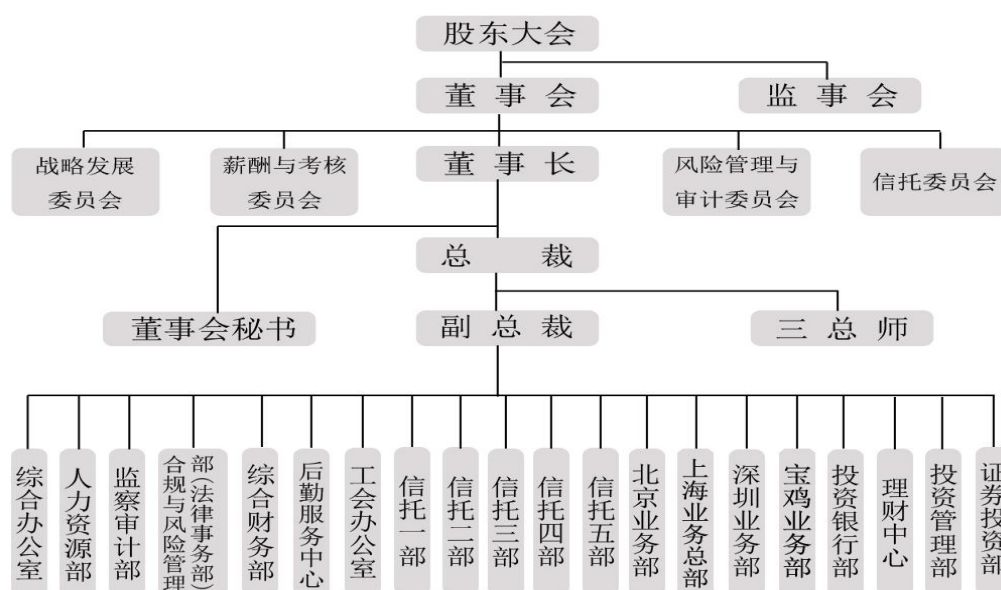 股东大会
董事会
监事会
战略发展
委员会
薪酬与考核
委员会
董事长
风险管理与
审计委员会
信托委员会
总裁
董事会秘书
副总裁
三总师
综合办公室
人力资源部
监察审计部
合规与风险管理
部（法律事务部）
综合财务部
后勤服务中心
工会办公室
信托一部
信托二部
信托三部
信托四部
信托五部
北京业务部
上海业务总部
深圳业务部
宝鸡业务部
投资银行部
理财中心
投资管理部
证券投资部